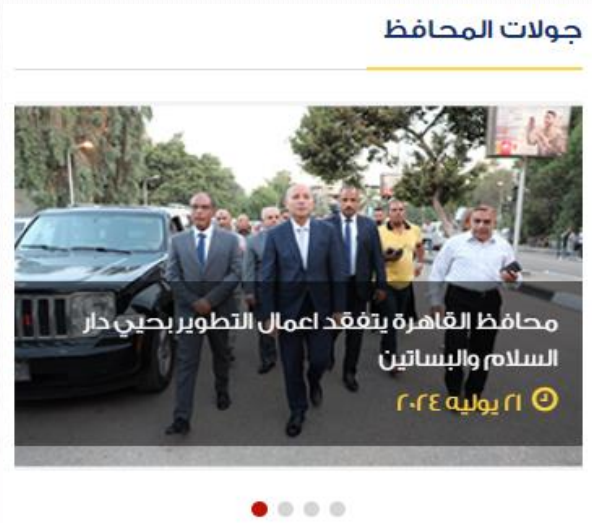 جولات المحافظ
محافظ القاهرة يتفقد اعمال التطوير بحيي دار
السلام والبساتين
٢١ يوليه ٢٠٢٤